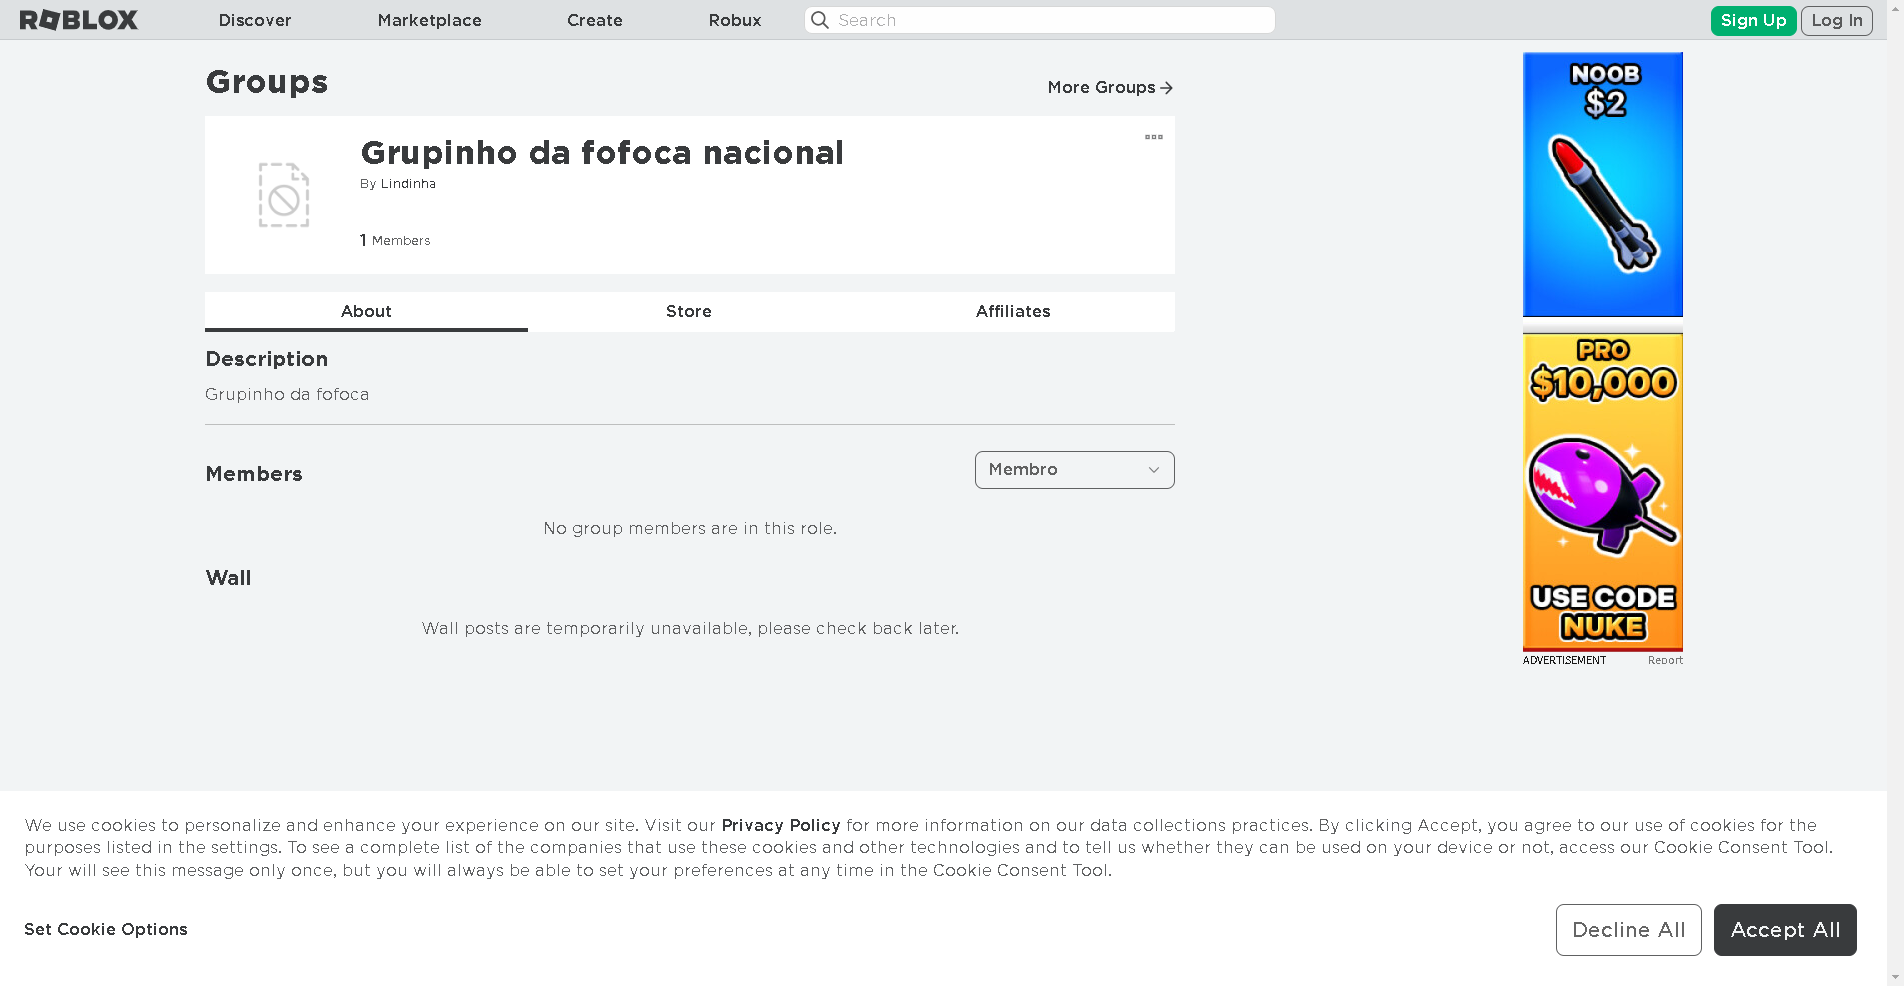 ROBLOX
Discover
Marketplace
Create
Robux
Search
Sign Up
Log In
Groups
More Groups
Grupinho da fofoca nacional
By Lindinha
1 Members
About
Store
Affiliates
Description
Grupinho da fofoca
Members
Membro
No group members are in this role.
Wall
Wall posts are temporarily unavailable, please check back later.
NOOB
$2
PRO
$10,000
USE CODE
NUKE
ADVERTISEMENT
Report
We use cookies to personalize and enhance your experience on our site. Visit our Privacy Policy for more information on our data collections practices. By clicking Accept, you agree to our use of cookies for the
purposes listed in the settings. To see a complete list of the companies that use these cookies and other technologies and to tell us whether they can be used on your device or not, access our Cookie Consent Tool.
Your will see this message only once, but you will always be able to set your preferences at any time in the Cookie Consent Tool.
Set Cookie Options
Decline All
Accept All